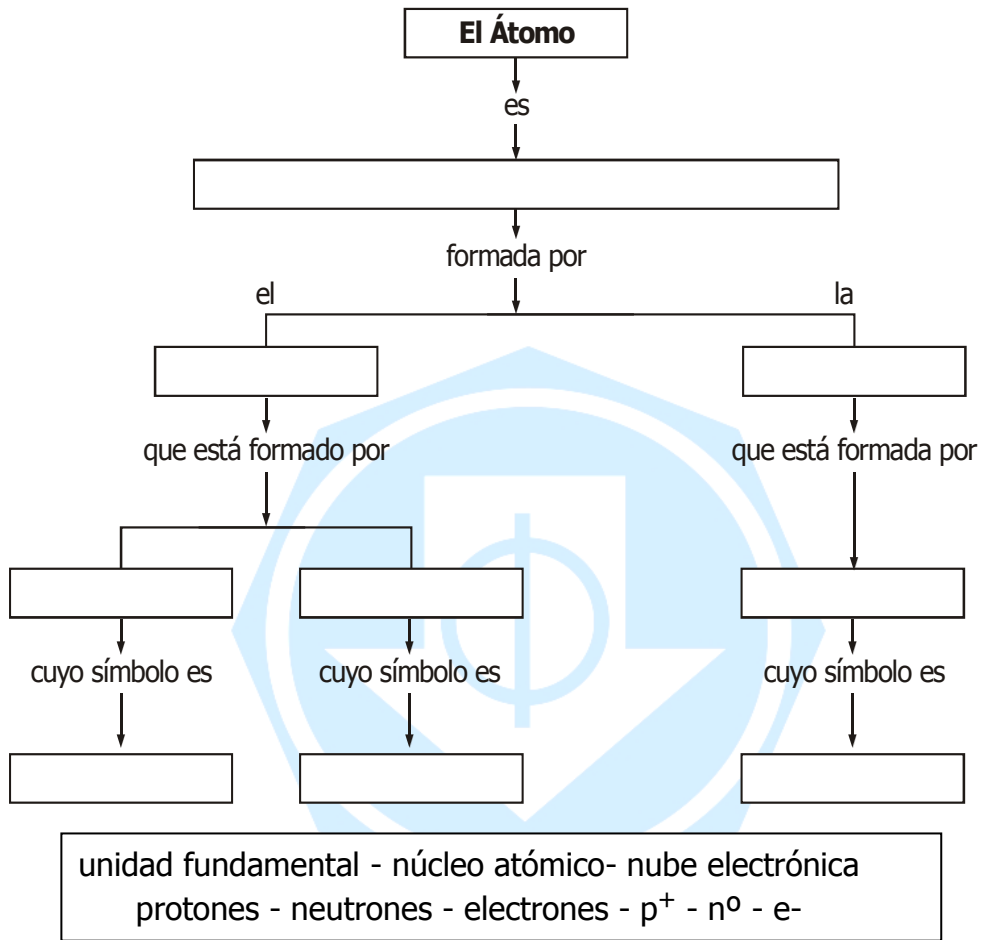 El Átomo
es
formada por
el
la
que está formado por
que está formada por
cuyo símbolo es
cuyo símbolo es
cuyo símbolo es
unidad fundamental - núcleo atómico- nube electrónica
protones - neutrones - electrones - p⁺ - nº - e-